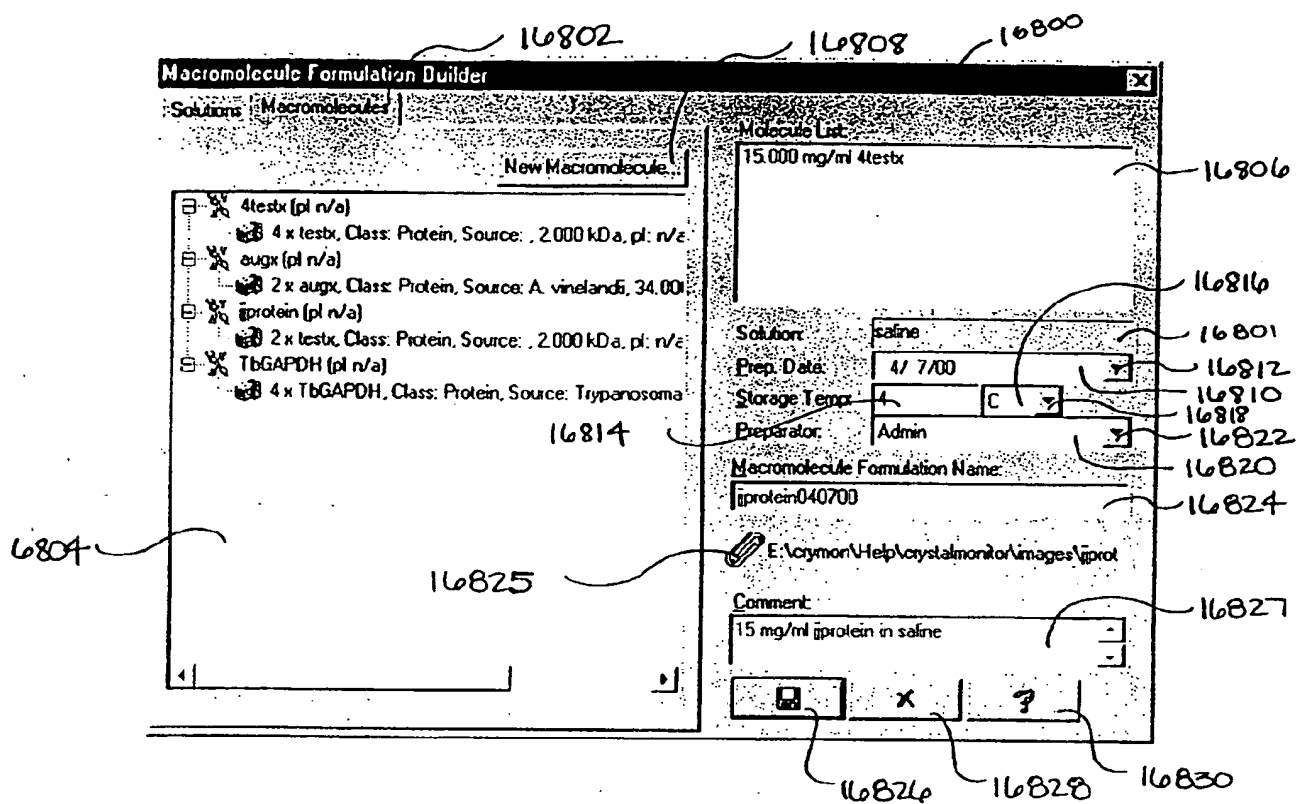 16802
16808
16800
Macromolecule Formulation Builder
Solutions
Macromolecules
New Macromolecule...
4testx (pI n/a)
4 x testx, Class: Protein, Source: , 2.000 kDa, pI: n/a
augx (pI n/a)
2 x augx, Class: Protein, Source: A. vinelandii, 34.00
jjprotein (pI n/a)
2 x testx, Class: Protein, Source: , 2.000 kDa, pI: n/a
TbGAPDH (pI n/a)
4 x TbGAPDH, Class: Protein, Source: Trypanosoma
16814
6804
16825
Molecule List:
15.000 mg/ml 4testx
16806
16816
Solution: saline
16801
Prep. Date: 4/ 7/00
16812
16810
Storage Temp: 4 C
16818
Preparator: Admin
16822
16820
Macromolecule Formulation Name:
jjprotein040700
16824
E:\crymon\Help\crystalmonitor\images\jjprot
Comment:
15 mg/ml jjprotein in saline
16827
16826
16828
16830